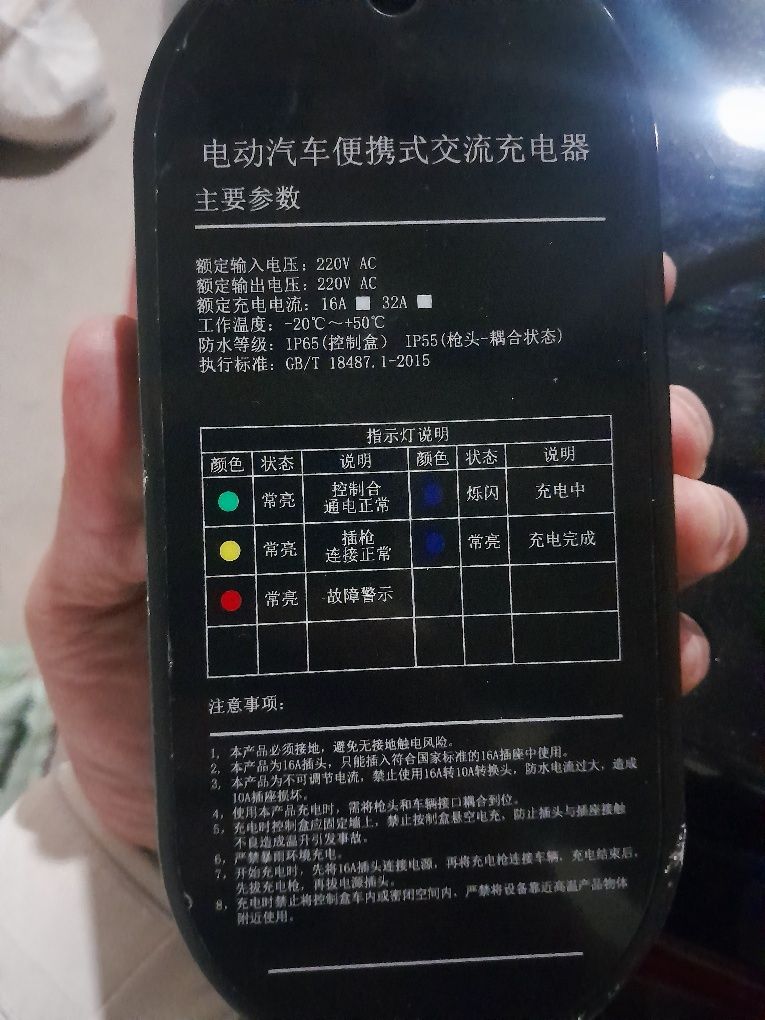 电动汽车便携式交流充电器
主要参数
额定输入电压：220V AC
额定输出电压：220V AC
额定充电电流：16A 32A
工作温度：-20℃～+50℃
防水等级：IP65(控制盒） IP55(枪头-耦合状态)
执行标准：GB/T 18487.1-2015
指示灯说明
颜色 状态 说明 颜色 状态 说明
常亮 控制合 通电正常 烁闪 充电中
常亮 插枪 连接正常 常亮 充电完成
常亮 故障警示
注意事项：
1, 本产品必须接地，避免无接地触电风险。
2, 本产品为16A插头，只能插入符合国家标准的16A插座中使用。
3, 本产品为不可调节电流，禁止使用16A转10A转换头，防水电流过大，造成
10A插座损坏。
4, 使用本产品充电时，需将枪头和车辆接口耦合到位。
5, 充电时控制盒应固定墙上，禁止按制盒悬空电充，防止插头与插座接触
不良造成温升引发事故。
6, 严禁暴雨环境充电。
7, 开始充电时，先将16A插头连接电源，再将充电枪连接车辆，充电结束后，
先拔充电枪，再拔电源插头。
8, 充电时禁止将控制盒车内或密闭空间内、严禁将设备靠近高温产品物体
附近使用。